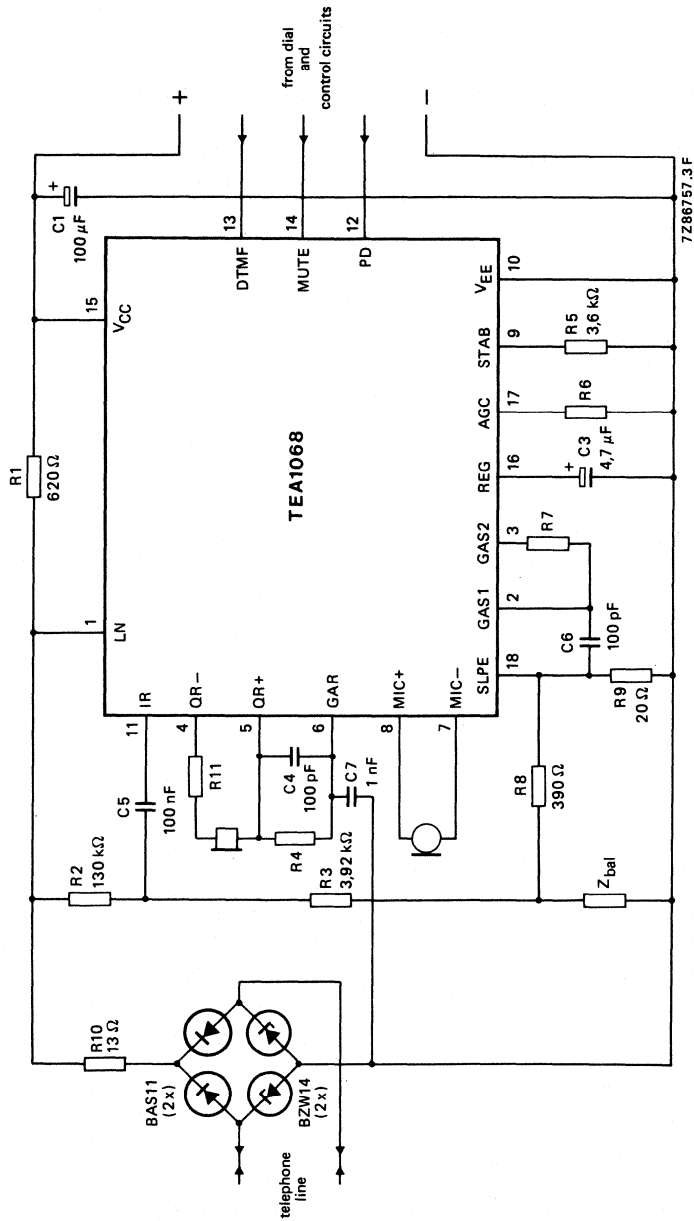 R1
620 Ω
C1
+
100 µF
+
from dial
and
control circuits
−
R10
13 Ω
BAS11
(2x)
BZW14
(2x)
telephone
line
R2
130 kΩ
C5
100 nF
R11
R4
C4
100 pF
C7
1 nF
R3
3,92 kΩ
R8
390 Ω
Zbal
1
LN
15
VCC
11
IR
4
QR−
5
QR+
6
GAR
8
MIC+
7
MIC−
TEA1068
13
DTMF
14
MUTE
12
PD
SLPE
18
GAS1
2
GAS2
3
REG
16
AGC
17
STAB
9
VEE
10
C6
100 pF
R9
20 Ω
R7
+
C3
4,7 µF
R6
R5
3,6 kΩ
7Z86757.3F